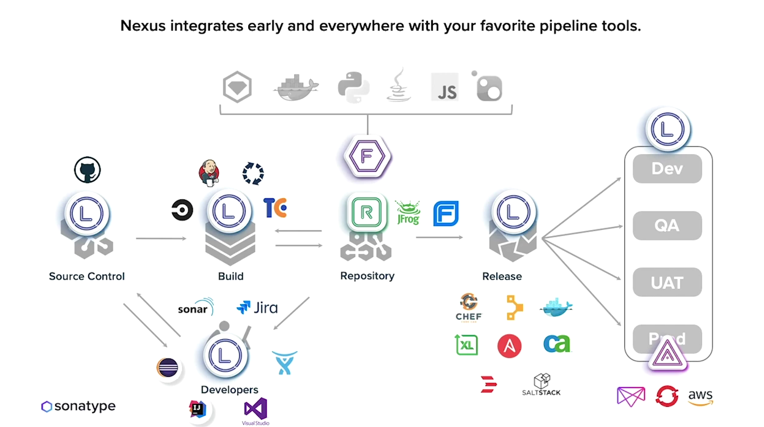 Nexus integrates early and everywhere with your favorite pipeline tools.
JS
F
L
Dev
L
L
TC
R
JFrog
F
L
QA
Source Control
Build
Repository
Release
UAT
sonar
Jira
CHEF
Prod
XL
A
ca
L
Developers
SALTSTACK
aws
sonatype
IJ
Visual Studio